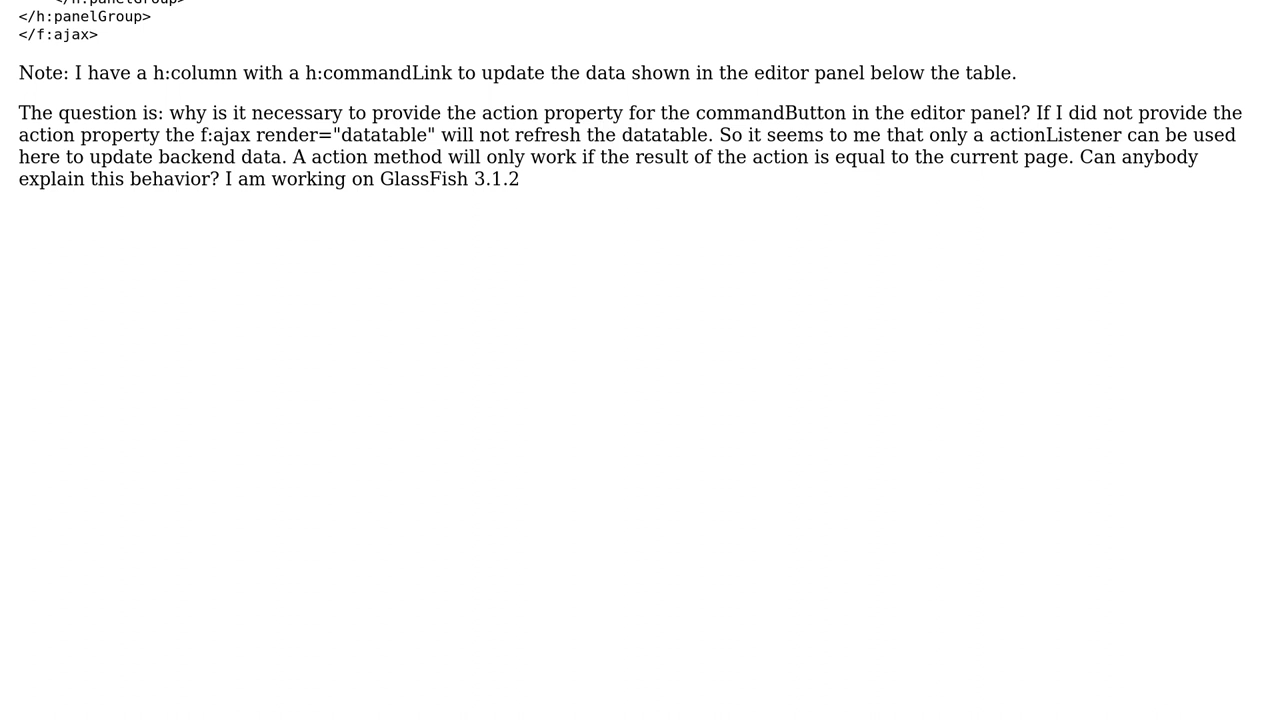 </h:panelGroup>
</h:panelGroup>
</f:ajax>
Note: I have a h:column with a h:commandLink to update the data shown in the editor panel below the table.
The question is: why is it necessary to provide the action property for the commandButton in the editor panel? If I did not provide the
action property the f:ajax render="datatable" will not refresh the datatable. So it seems to me that only a actionListener can be used
here to update backend data. A action method will only work if the result of the action is equal to the current page. Can anybody
explain this behavior? I am working on GlassFish 3.1.2